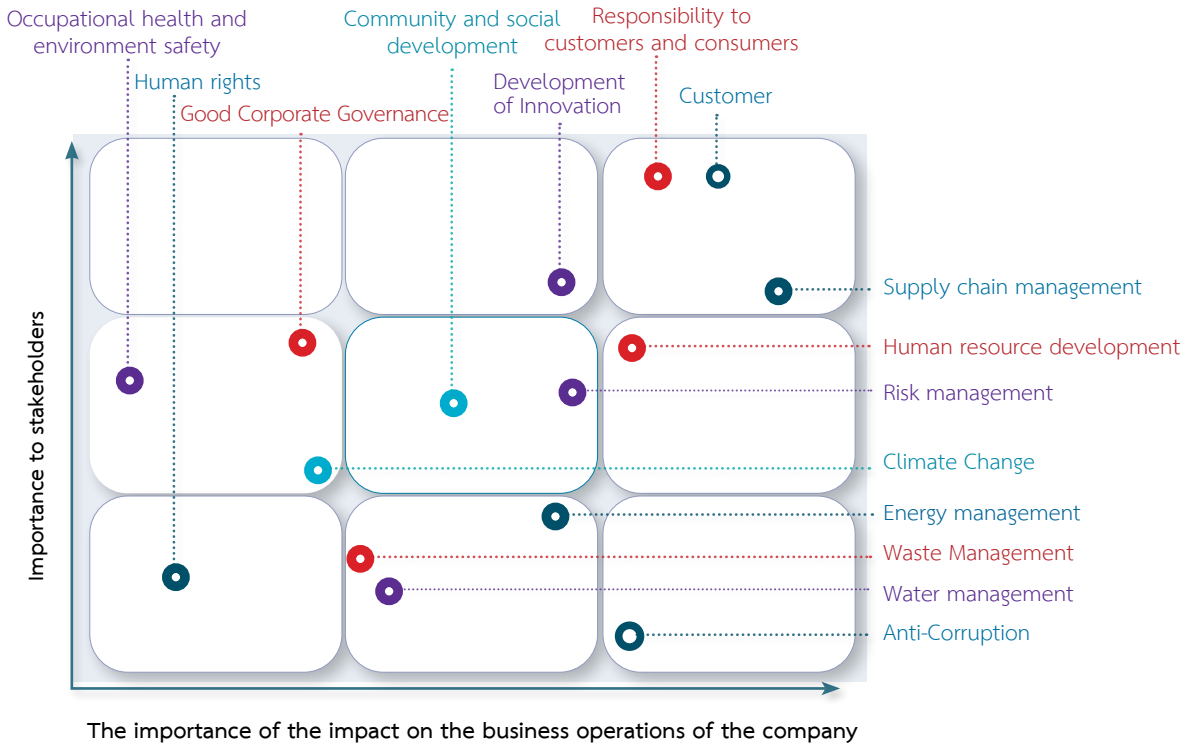 Occupational health and
environment safety
Human rights
Good Corporate Governance
Community and social
development
Development
of Innovation
Responsibility to
customers and consumers
Customer
Supply chain management
Human resource development
Risk management
Climate Change
Energy management
Waste Management
Water management
Anti-Corruption
Importance to stakeholders
The importance of the impact on the business operations of the company